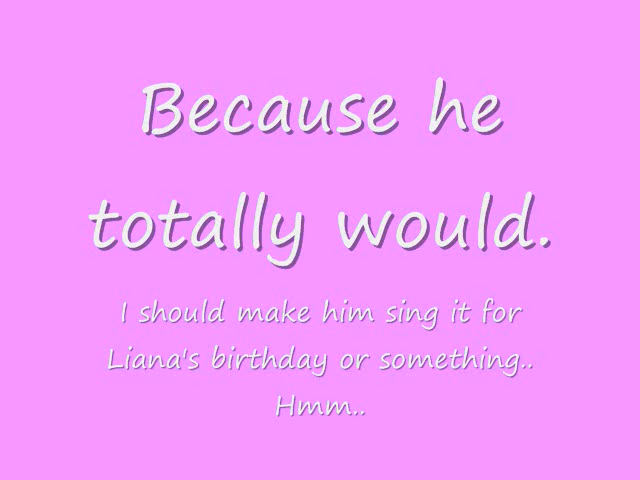 Because he
totally would.
I should make him sing it for
Liana's birthday or something..
Hmm..